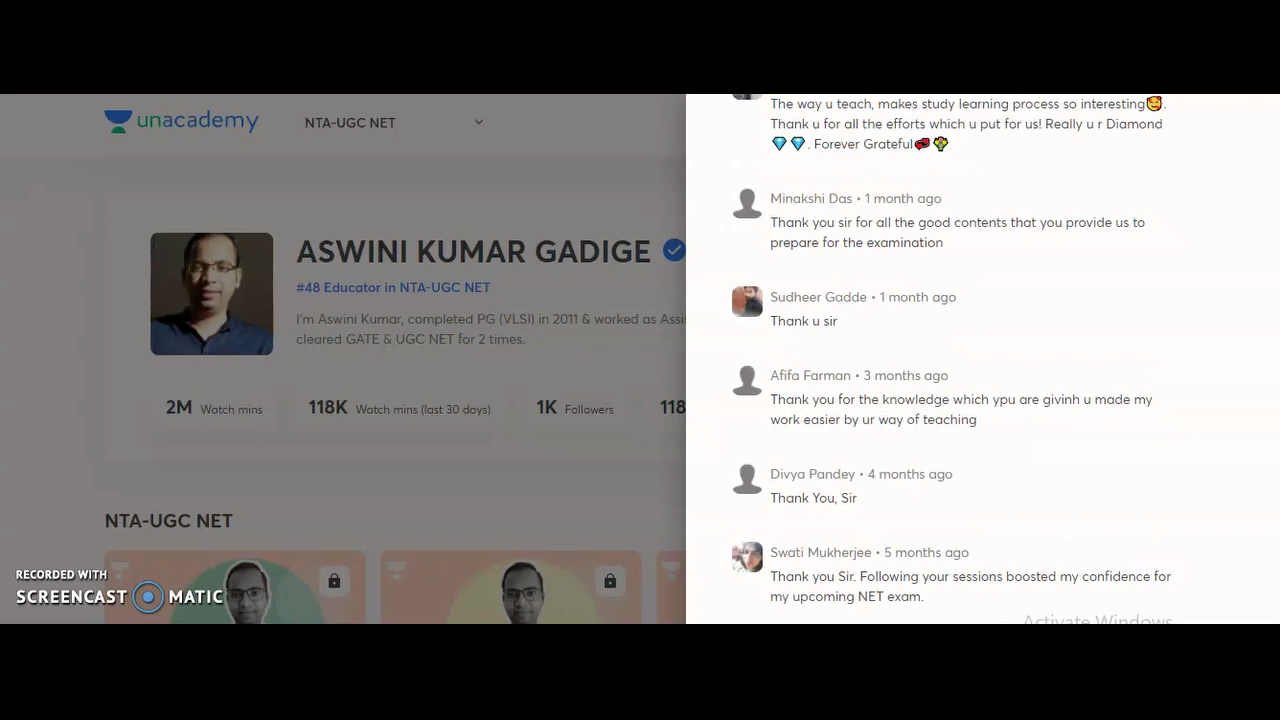 unacademy
NTA-UGC NET
ASWINI KUMAR GADIGE
#48 Educator in NTA-UGC NET
I'm Aswini Kumar, completed PG (VLSI) in 2011 & worked as Assi
cleared GATE & UGC NET for 2 times.
2M Watch mins 118K Watch mins (last 30 days) 1K Followers 118
NTA-UGC NET
RECORDED WITH
SCREENCAST MATIC
The way u teach, makes study learning process so interesting🥰.
Thank u for all the efforts which u put for us! Really u r Diamond
💎💎. Forever Grateful
Minakshi Das • 1 month ago
Thank you sir for all the good contents that you provide us to
prepare for the examination
Sudheer Gadde • 1 month ago
Thank u sir
Afifa Farman • 3 months ago
Thank you for the knowledge which ypu are givinh u made my
work easier by ur way of teaching
Divya Pandey • 4 months ago
Thank You, Sir
Swati Mukherjee • 5 months ago
Thank you Sir. Following your sessions boosted my confidence for
my upcoming NET exam.
Activate Windows